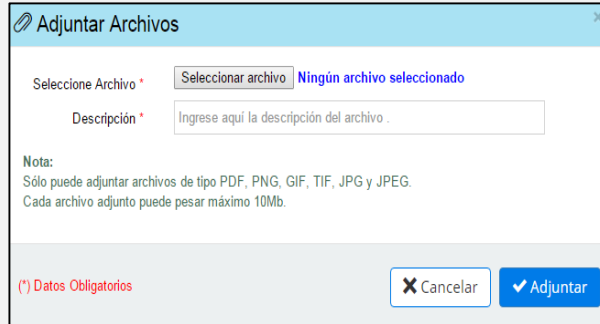 Adjuntar Archivos
Seleccione Archivo * Seleccionar archivo Ningún archivo seleccionado
Descripción * Ingrese aquí la descripción del archivo .
Nota:
Sólo puede adjuntar archivos de tipo PDF, PNG, GIF, TIF, JPG y JPEG.
Cada archivo adjunto puede pesar máximo 10Mb.
(*) Datos Obligatorios Cancelar Adjuntar